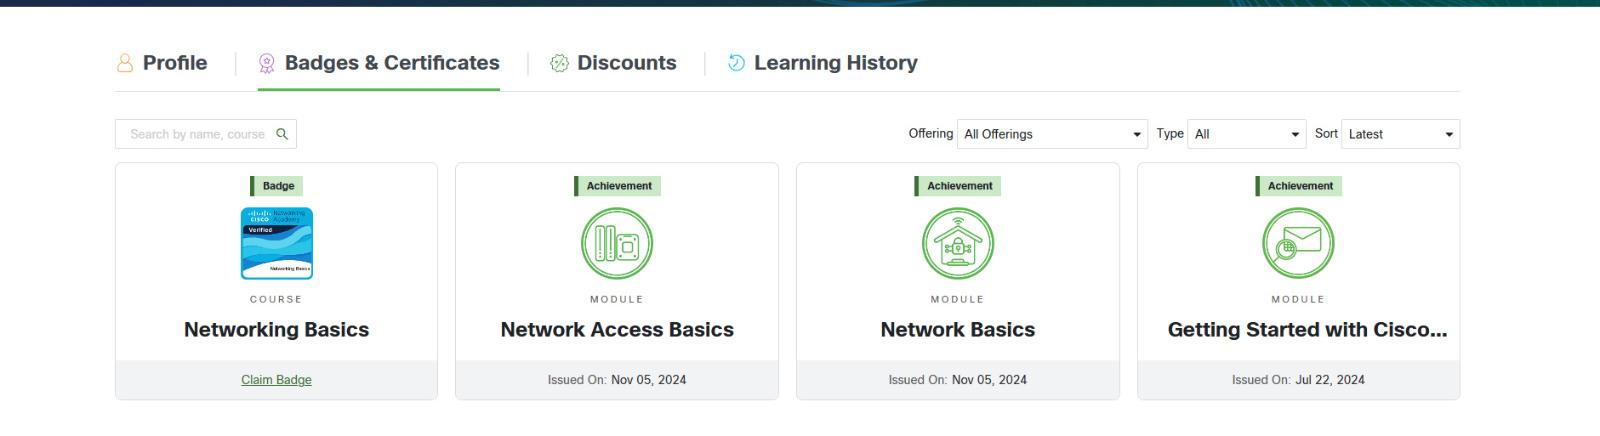 Profile
Badges & Certificates
Discounts
Learning History
Search by name, course
Offering All Offerings Type All Sort Latest
Badge
CISCO
Networking Academy
Verified
Networking Basics
COURSE
Networking Basics
Claim Badge
Achievement
MODULE
Network Access Basics
Issued On: Nov 05, 2024
Achievement
MODULE
Network Basics
Issued On: Nov 05, 2024
Achievement
MODULE
Getting Started with Cisco...
Issued On: Jul 22, 2024